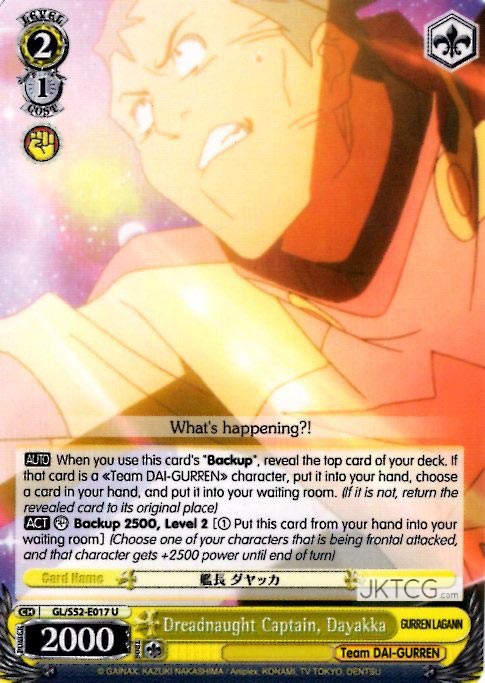 LEVEL
2
1
COST
What's happening?!
AUTO When you use this card's "Backup", reveal the top card of your deck. If
that card is a «Team DAI-GURREN» character, put it into your hand, choose
a card in your hand, and put it into your waiting room. (If it is not, return the
revealed card to its original place)
ACT Backup 2500, Level 2 [① Put this card from your hand into your
waiting room] (Choose one of your characters that is being frontal attacked,
and that character gets +2500 power until end of turn)
Card Name 艦長 ダヤッカ
JKTCG.com
CH GL/SS2-E017 U
POWER 2000 SOUL Dreadnaught Captain, Dayakka GURREN LAGANN
Team DAI-GURREN
© GAINAX, KAZUKI NAKASHIMA / Aniplex, KONAMI, TV TOKYO, DENTSU